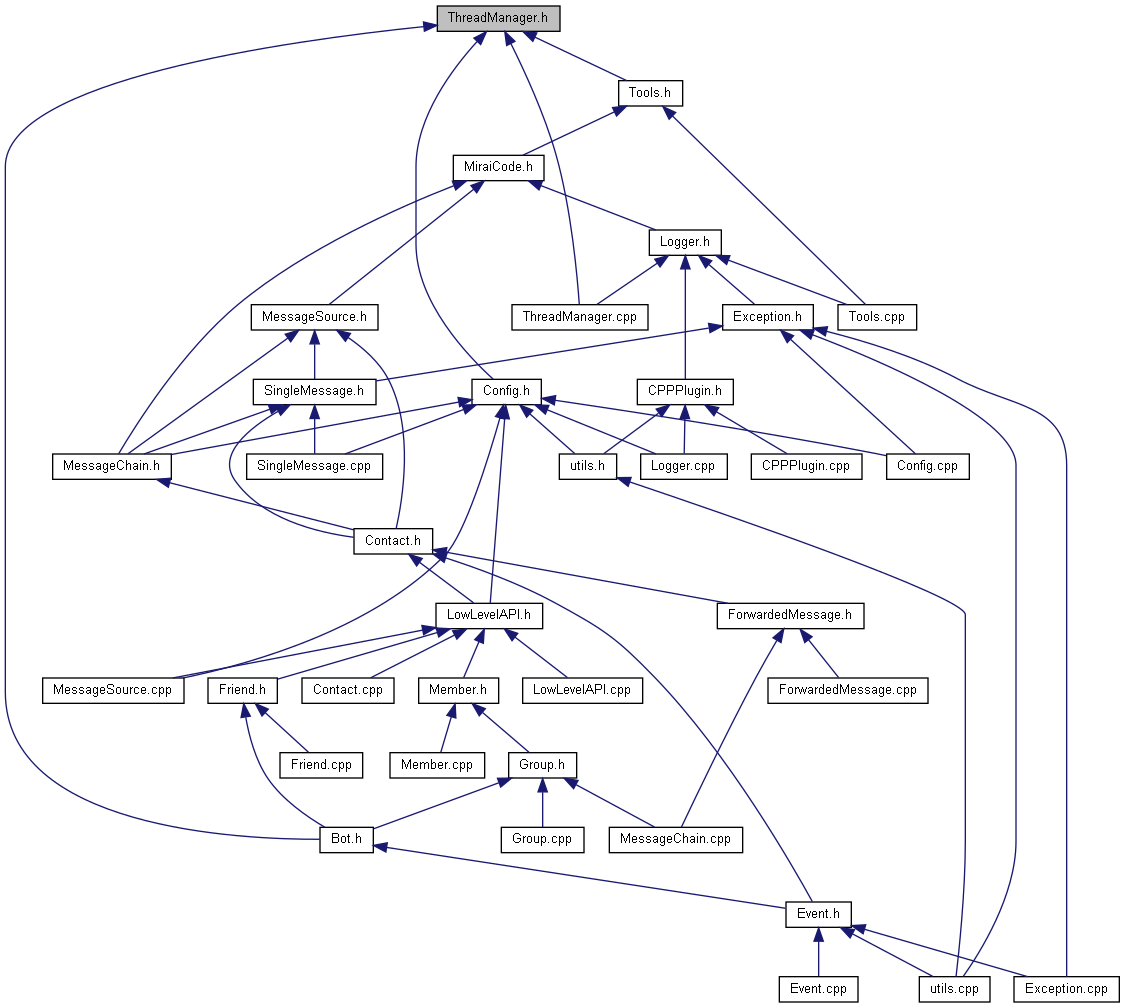 ThreadManager.h
Tools.h
MiraiCode.h
Logger.h
MessageSource.h
ThreadManager.cpp
Exception.h
Tools.cpp
SingleMessage.h
Config.h
CPPPlugin.h
MessageChain.h
SingleMessage.cpp
utils.h
Logger.cpp
CPPPlugin.cpp
Config.cpp
Contact.h
LowLevelAPI.h
ForwardedMessage.h
MessageSource.cpp
Friend.h
Contact.cpp
Member.h
LowLevelAPI.cpp
ForwardedMessage.cpp
Friend.cpp
Member.cpp
Group.h
Bot.h
Group.cpp
MessageChain.cpp
Event.h
Event.cpp
utils.cpp
Exception.cpp